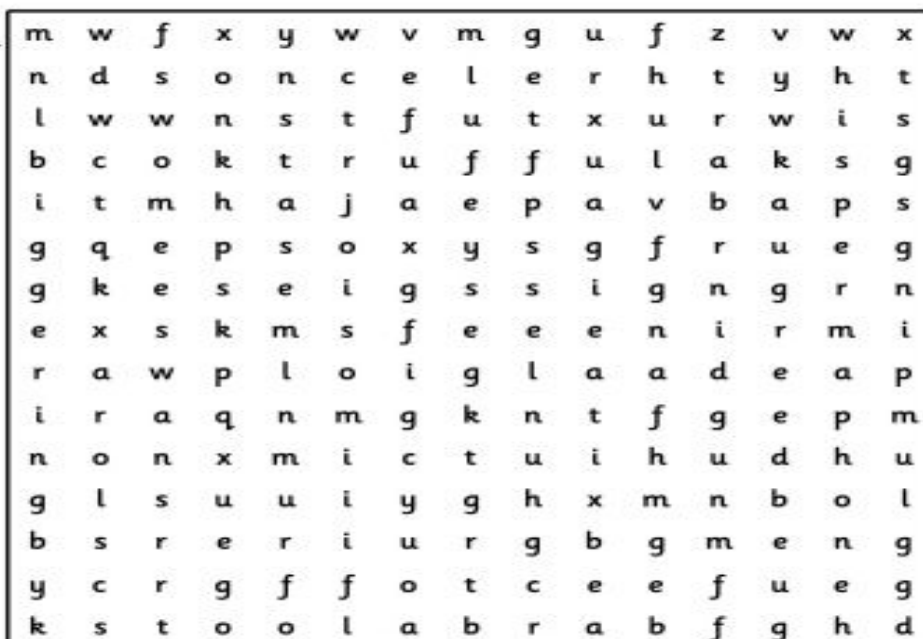 m w f x y w v m g u f z v w x
n d s o n c e l e r h t y h t
l w w n s t f u t x u r w i s
b c o k t r u f f u l a k s g
i t m h a j a e p a v b a p s
g q e p s o x y s g f r u e g
g k e s e i g s s i g n g r n
e x s k m s f e e e n i r m i
r a w p l o i g l a a d e a p
i r a q n m g k n t f g e p m
n o n x m i c t u i h u d h u
g l s u u i y g h x m n b o l
b s r e r i u r g b g m e n g
y c r g f f o t c e e f u e g
k s t o o l a b r a b f g h d